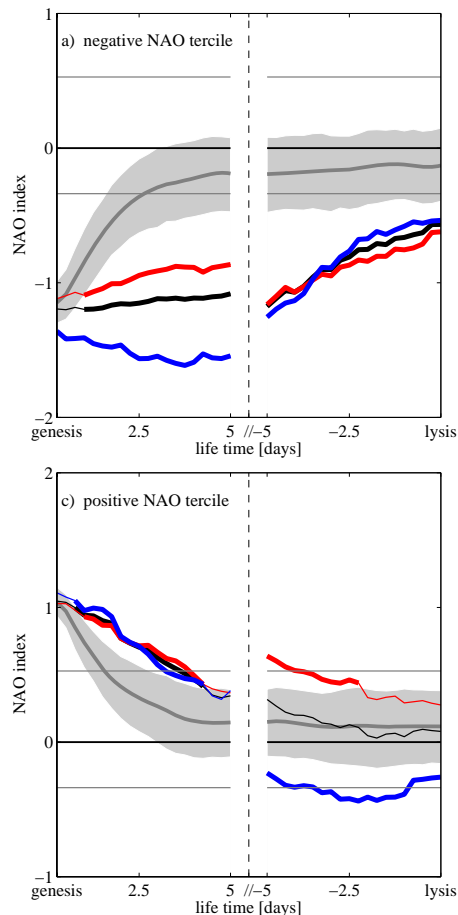 1
a) negative NAO tercile
0
NAO index
−1
−2
genesis 2.5 5 //−5 −2.5 lysis
life time [days]
2
c) positive NAO tercile
1
NAO index
0
−1
genesis 2.5 5 //−5 −2.5 lysis
life time [days]